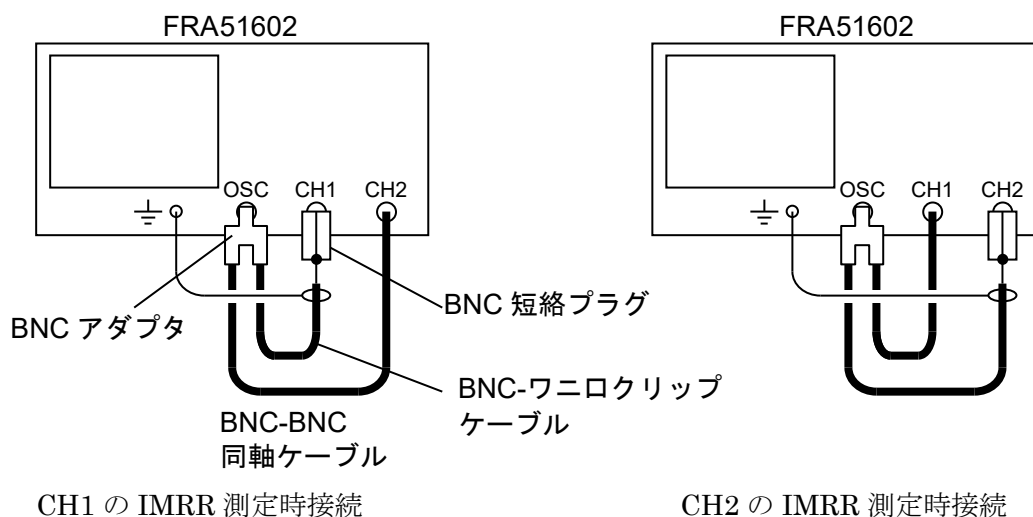 FRA51602
OSC CH1 CH2
BNC アダプタ
BNC 短絡プラグ
BNC-ワニ口クリップ
ケーブル
BNC-BNC
同軸ケーブル
CH1 の IMRR 測定時接続
FRA51602
OSC CH1 CH2
CH2 の IMRR 測定時接続